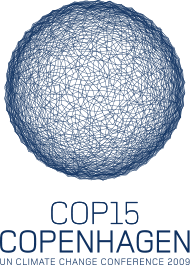 COP15
COPENHAGEN
UN CLIMATE CHANGE CONFERENCE 2009